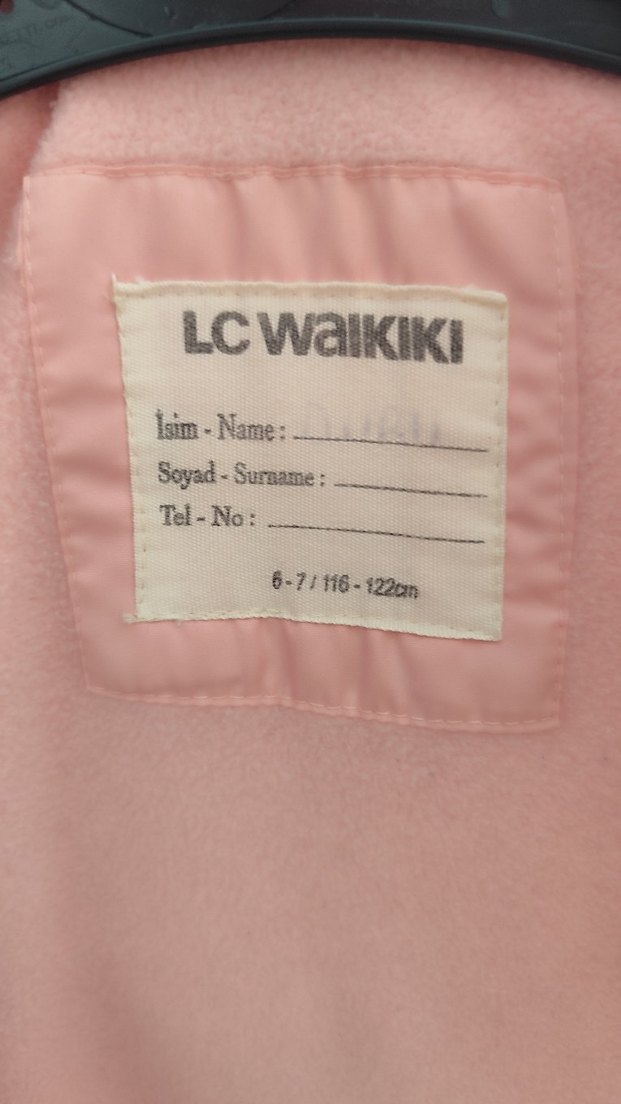 LC WAIKIKI
İsim - Name :
Soyad - Surname :
Tel - No :
6 - 7 / 116 - 122cm